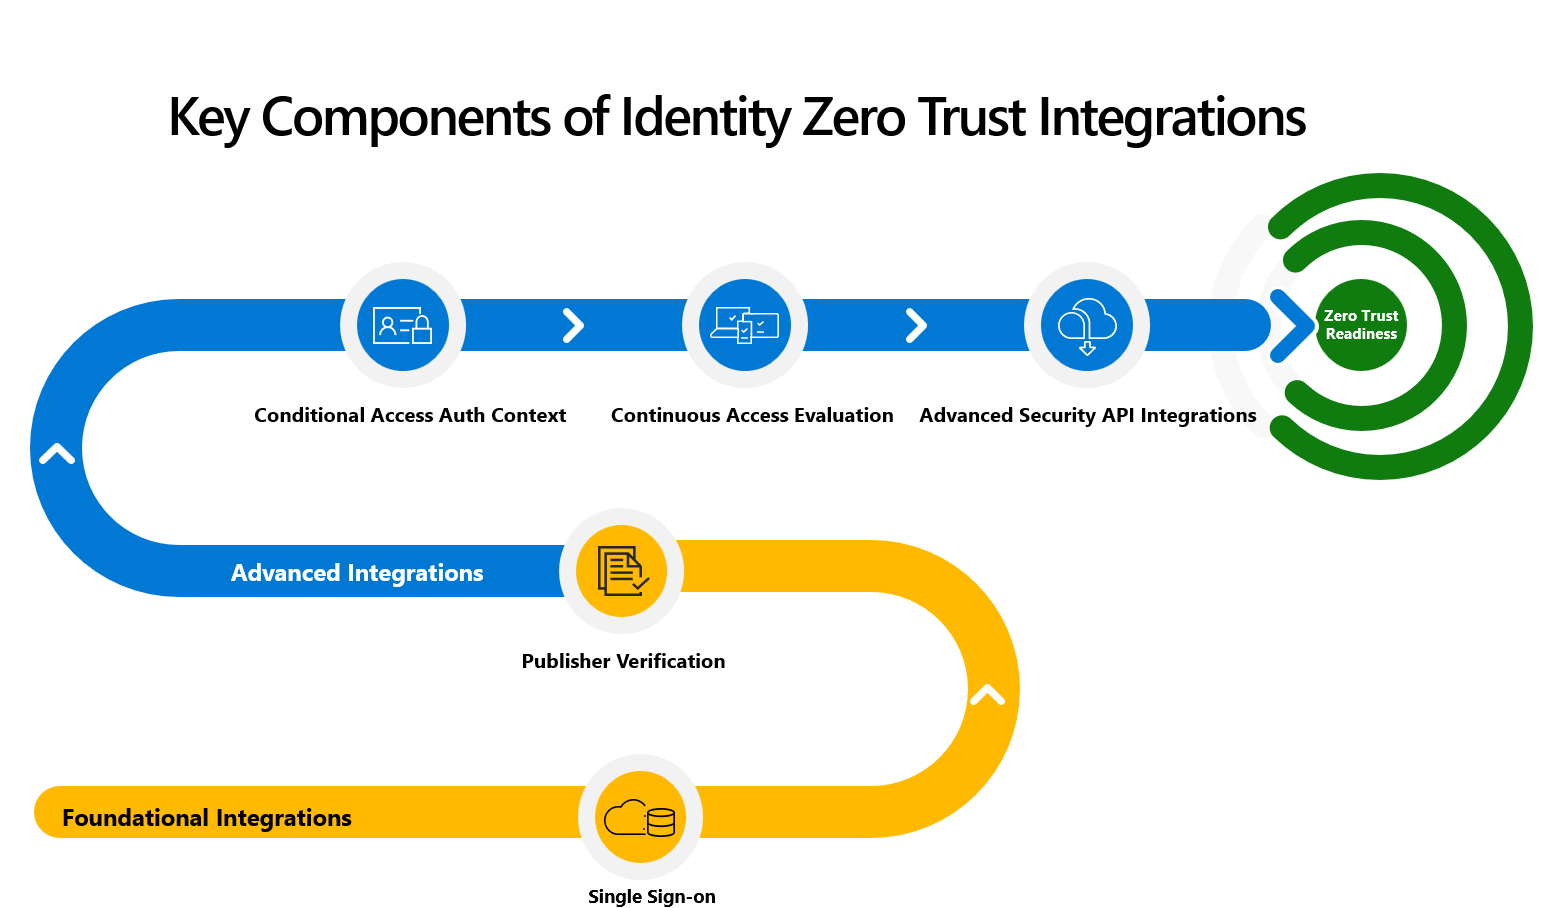 Key Components of Identity Zero Trust Integrations
Zero Trust
Readiness
Conditional Access Auth Context
Continuous Access Evaluation
Advanced Security API Integrations
Advanced Integrations
Publisher Verification
Foundational Integrations
Single Sign-on